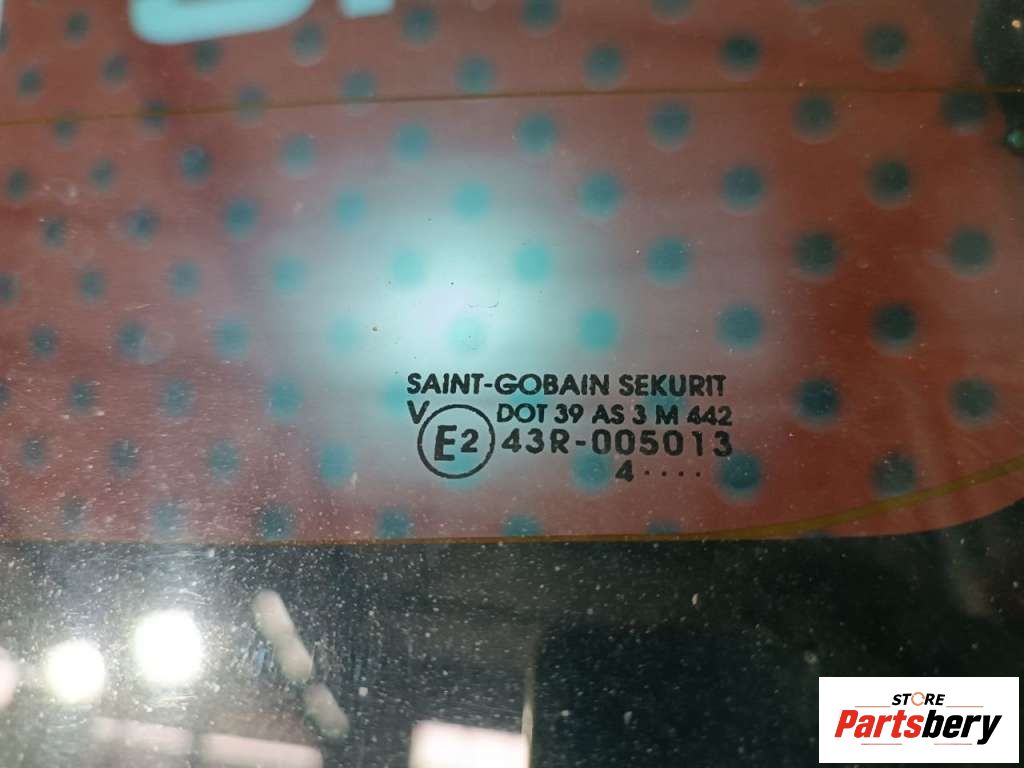 SAINT-GOBAIN SEKURIT
V DOT 39 AS 3 M 442
E2 43R-005013
4 ····
STORE
Partsbery